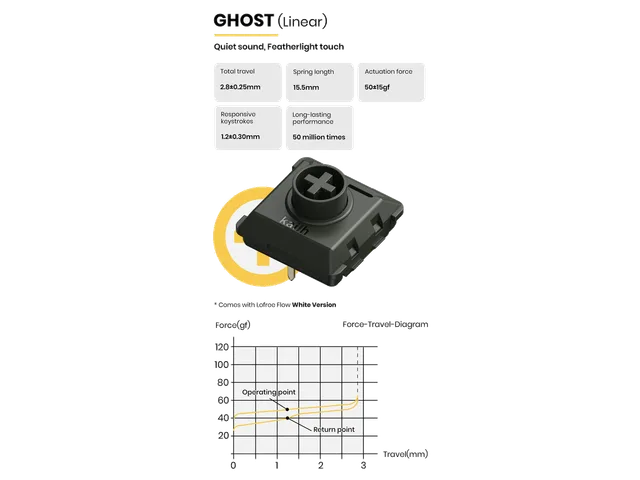 GHOST (Linear)
Quiet sound, Featherlight touch
Total travel
2.8±0.25mm
Spring length
15.5mm
Actuation force
50±15gf
Responsive
keystrokes
1.2±0.30mm
Long-lasting
performance
50 million times
kailh
* Comes with Lofree Flow White Version
Force(gf)
Force-Travel-Diagram
120
100
80
60
40
20
Operating point
Return point
0
1
2
3
Travel(mm)